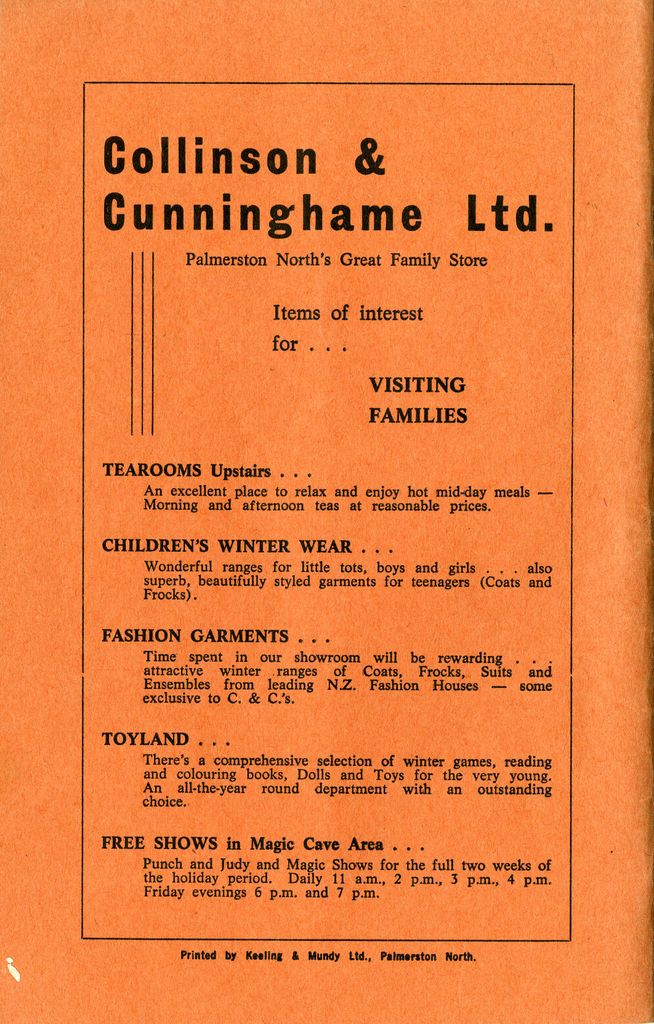 Collinson &
Cunninghame Ltd.
Palmerston North's Great Family Store
Items of interest
for . . .
VISITING
FAMILIES
TEAROOMS Upstairs . . .
An excellent place to relax and enjoy hot mid-day meals —
Morning and afternoon teas at reasonable prices.
CHILDREN'S WINTER WEAR . . .
Wonderful ranges for little tots, boys and girls . . . also
superb, beautifully styled garments for teenagers (Coats and
Frocks).
FASHION GARMENTS . . .
Time spent in our showroom will be rewarding . . .
attractive winter ranges of Coats, Frocks, Suits and
Ensembles from leading N.Z. Fashion Houses — some
exclusive to C. & C.'s.
TOYLAND . . .
There's a comprehensive selection of winter games, reading
and colouring books, Dolls and Toys for the very young.
An all-the-year round department with an outstanding
choice.
FREE SHOWS in Magic Cave Area . . .
Punch and Judy and Magic Shows for the full two weeks of
the holiday period. Daily 11 a.m., 2 p.m., 3 p.m., 4 p.m.
Friday evenings 6 p.m. and 7 p.m.
Printed by Keeling & Mundy Ltd., Palmerston North.